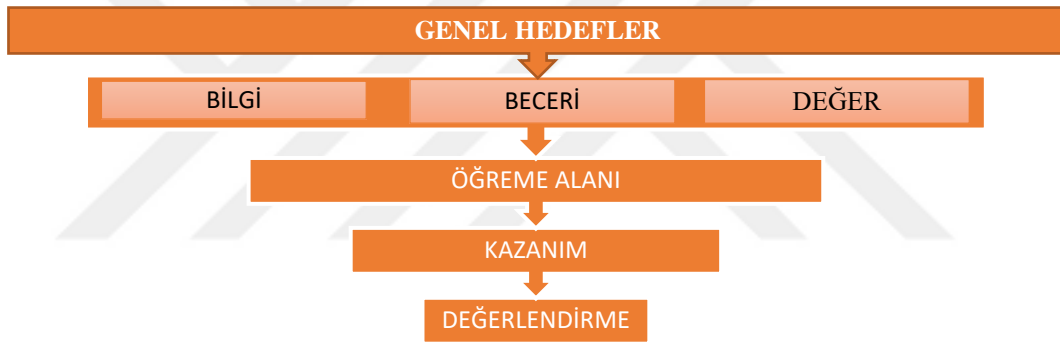 GENEL HEDEFLER
BİLGİ BECERİ DEĞER
ÖĞREME ALANI
KAZANIM
DEĞERLENDİRME